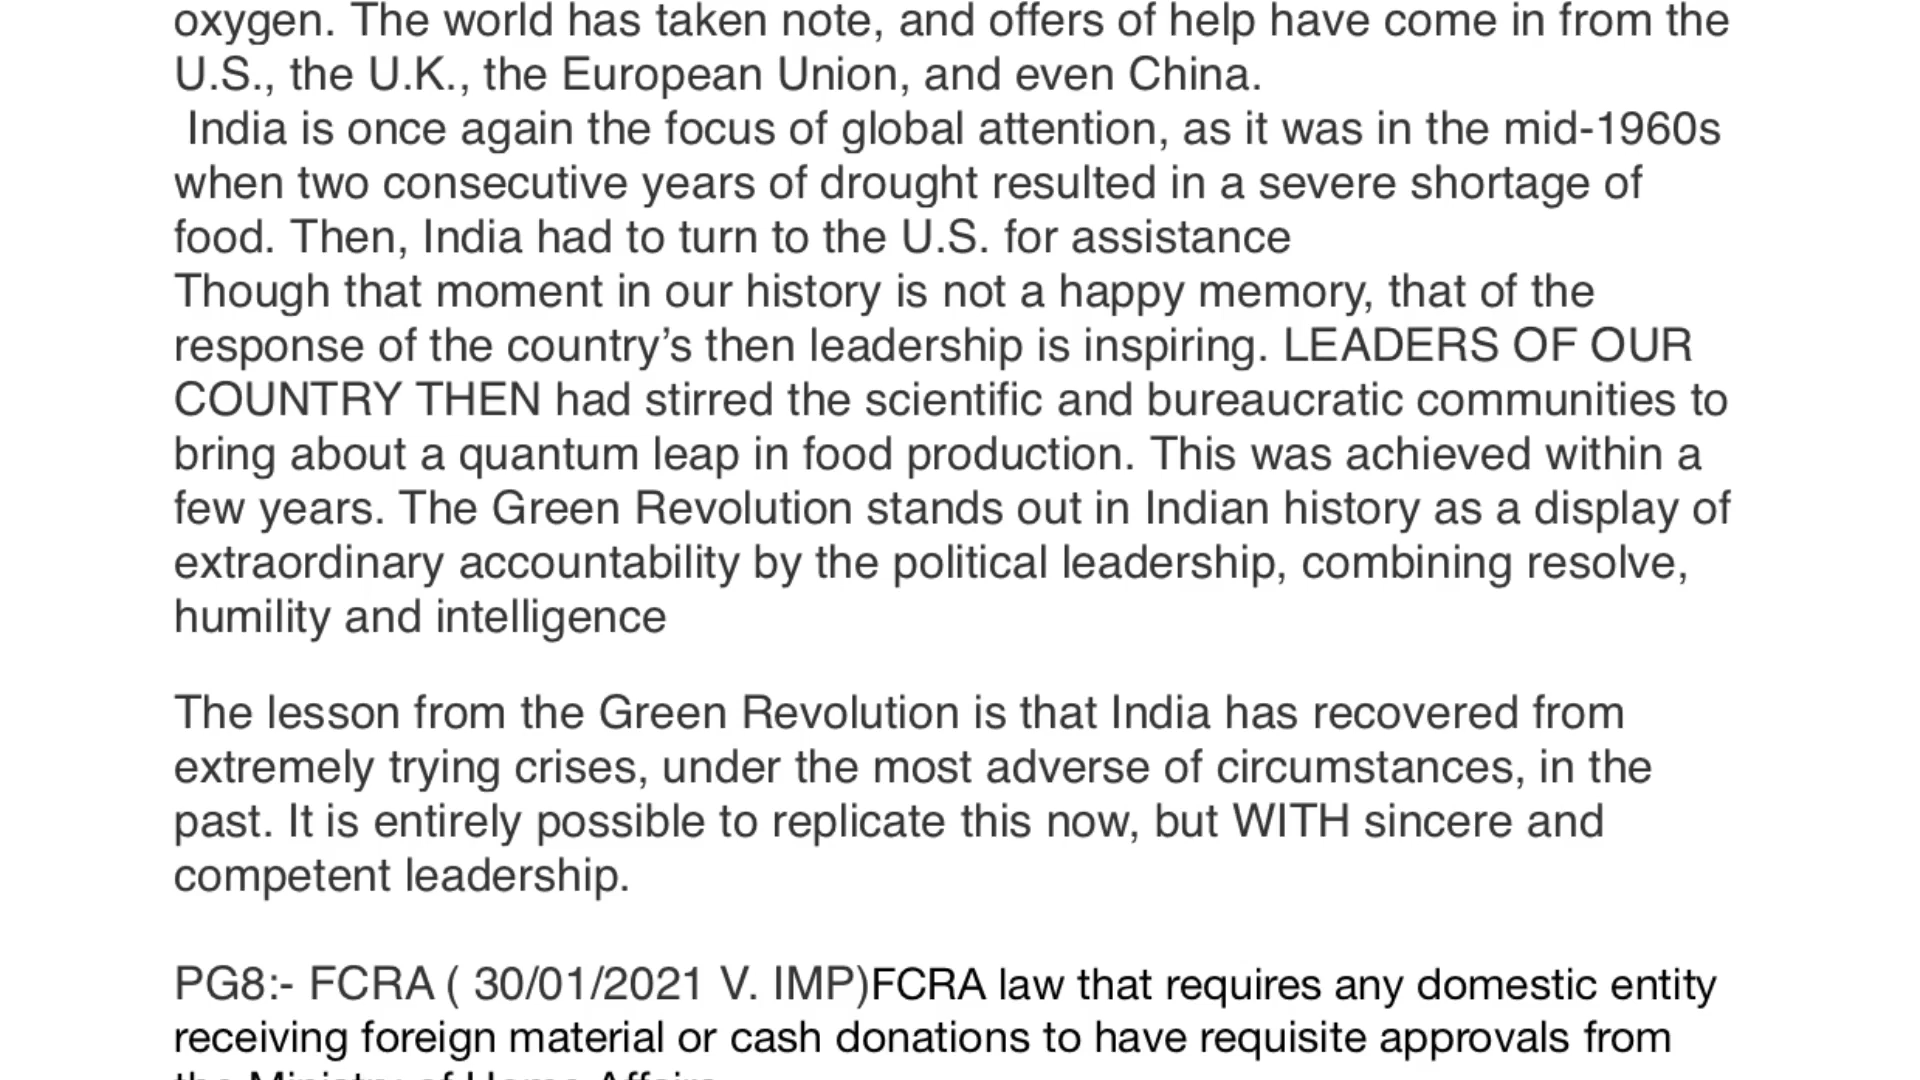 oxygen. The world has taken note, and offers of help have come in from the
U.S., the U.K., the European Union, and even China.
India is once again the focus of global attention, as it was in the mid-1960s
when two consecutive years of drought resulted in a severe shortage of
food. Then, India had to turn to the U.S. for assistance
Though that moment in our history is not a happy memory, that of the
response of the country’s then leadership is inspiring. LEADERS OF OUR
COUNTRY THEN had stirred the scientific and bureaucratic communities to
bring about a quantum leap in food production. This was achieved within a
few years. The Green Revolution stands out in Indian history as a display of
extraordinary accountability by the political leadership, combining resolve,
humility and intelligence
The lesson from the Green Revolution is that India has recovered from
extremely trying crises, under the most adverse of circumstances, in the
past. It is entirely possible to replicate this now, but WITH sincere and
competent leadership.
PG8:- FCRA ( 30/01/2021 V. IMP)FCRA law that requires any domestic entity
receiving foreign material or cash donations to have requisite approvals from
the Ministry of Home Affairs